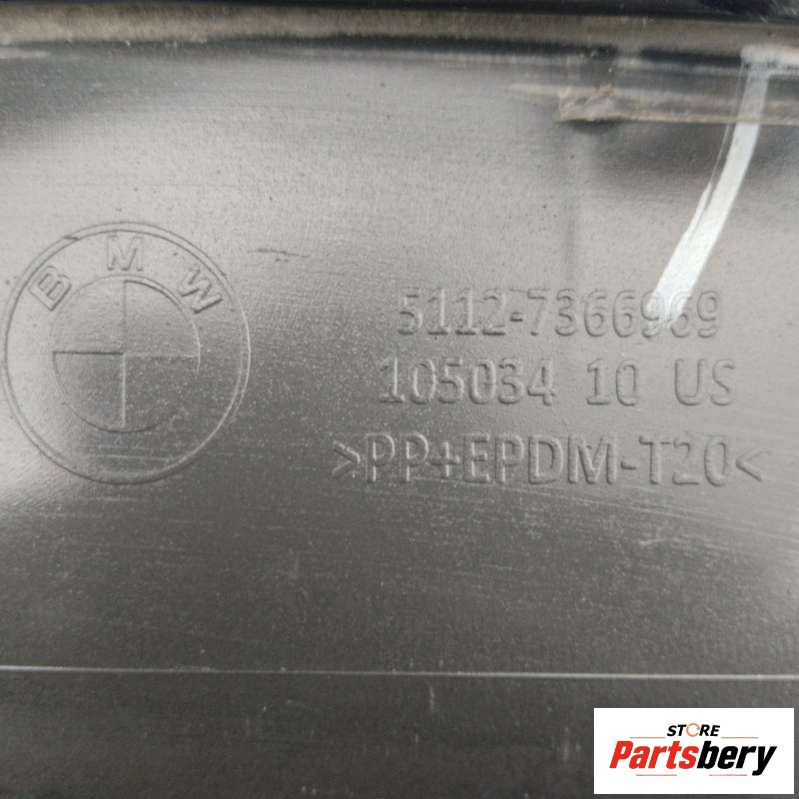 BMW
5112-7366969
105034 10 US
>PP+EPDM-T20<
STORE
Partsbery